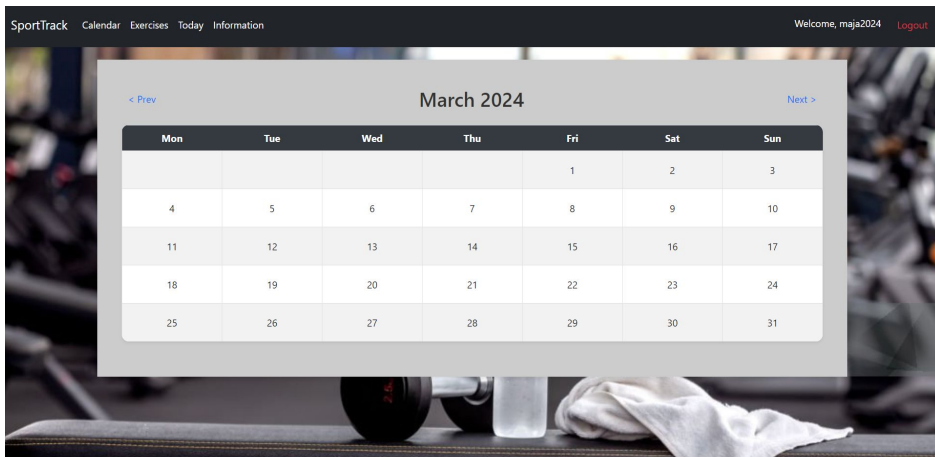 SportTrack Calendar Exercises Today Information Welcome, maja2024 Logout
< Prev March 2024 Next >
Mon Tue Wed Thu Fri Sat Sun
1 2 3
4 5 6 7 8 9 10
11 12 13 14 15 16 17
18 19 20 21 22 23 24
25 26 27 28 29 30 31
2.5